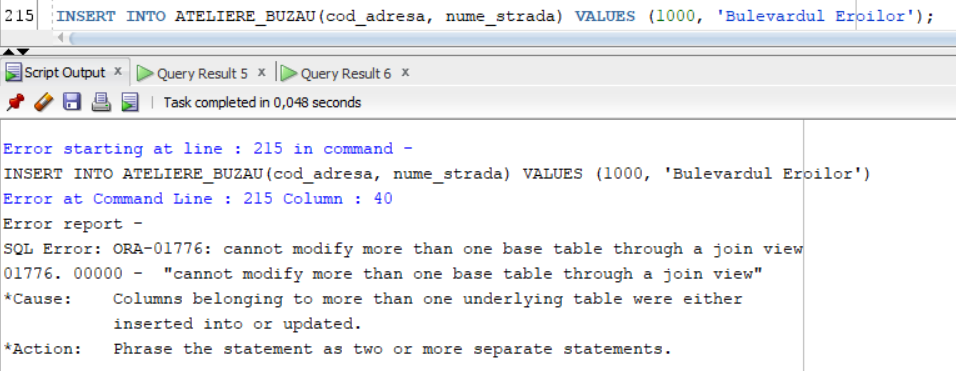 215 INSERT INTO ATELIERE_BUZAU(cod_adresa, nume_strada) VALUES (1000, 'Bulevardul Eroilor');
Script Output x Query Result 5 x Query Result 6 x
Task completed in 0,048 seconds
Error starting at line : 215 in command -
INSERT INTO ATELIERE_BUZAU(cod_adresa, nume_strada) VALUES (1000, 'Bulevardul Eroilor')
Error at Command Line : 215 Column : 40
Error report -
SQL Error: ORA-01776: cannot modify more than one base table through a join view
01776. 00000 -  "cannot modify more than one base table through a join view"
*Cause:    Columns belonging to more than one underlying table were either
           inserted into or updated.
*Action:   Phrase the statement as two or more separate statements.